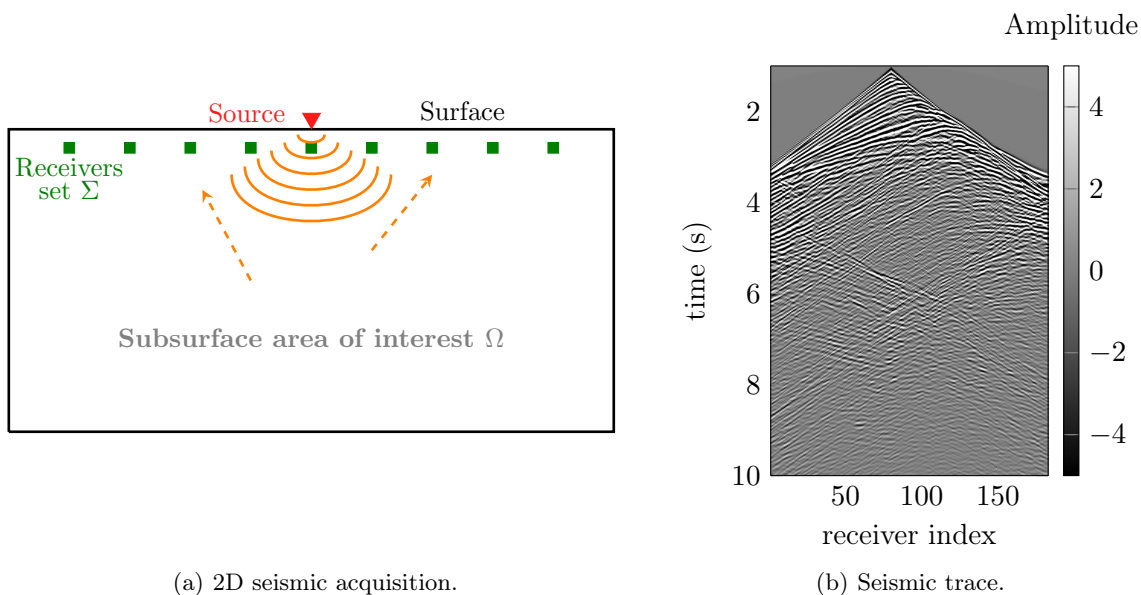 Source
Surface
Receivers
set Σ
Subsurface area of interest Ω
(a) 2D seismic acquisition.
Amplitude
2
4
6
8
10
time (s)
50 100 150
receiver index
4
2
0
−2
−4
(b) Seismic trace.